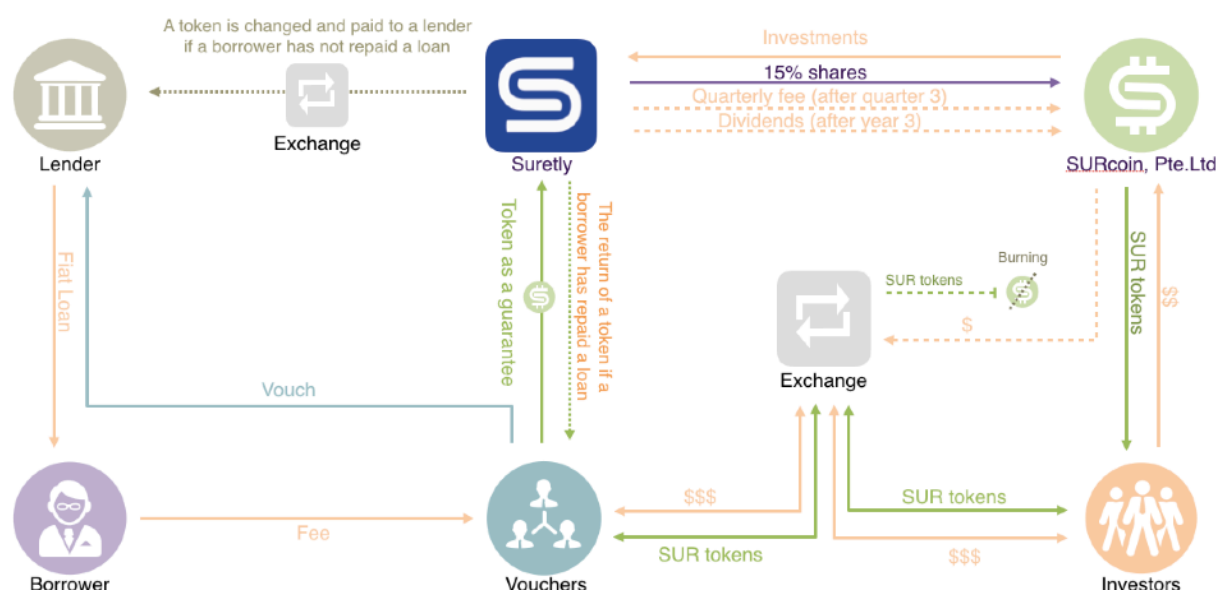 A token is changed and paid to a lender
if a borrower has not repaid a loan
Exchange
Lender
Suretly
Investments
15% shares
Quarterly fee (after quarter 3)
Dividends (after year 3)
SURcoin, Pte.Ltd
Fiat Loan
Token as a guarantee
The return of a token if a
borrower has repaid a loan
SUR tokens
Burning
$
Exchange
SUR tokens
$$
Vouch
$$$
SUR tokens
SUR tokens
$$$
Fee
Borrower
Vouchers
Investors